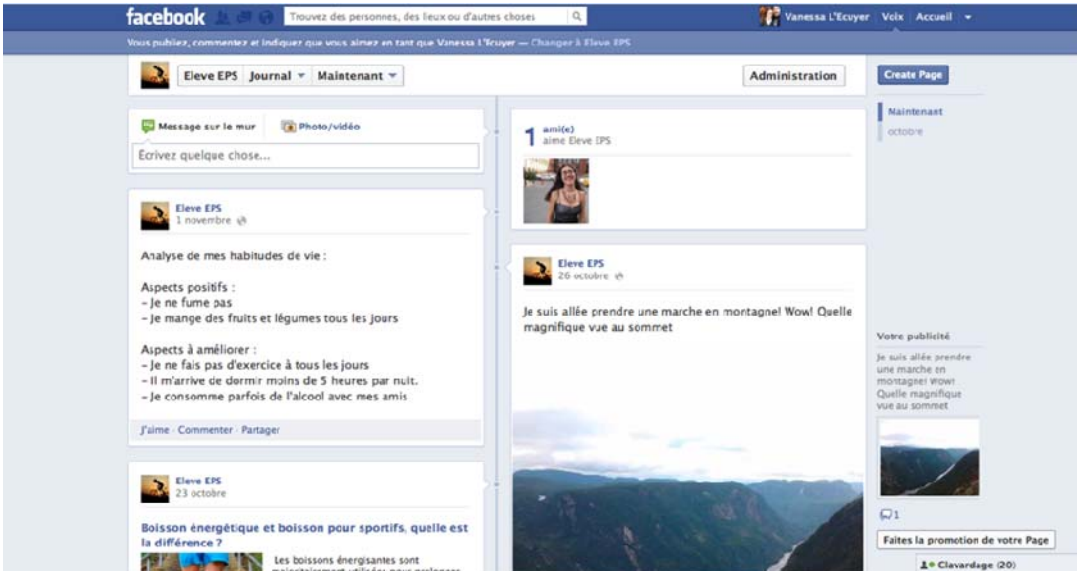 facebook
Trouvez des personnes, des lieux ou d'autres choses
Vanessa L'Ecuyer Voix Accueil
Vous publiez, commentez et indiquez que vous aimez en tant que Vanessa L'Ecuyer — Changer à Eleve EPS
Eleve EPS Journal Maintenant
Administration
Create Page
Maintenant
octobre
Message sur le mur Photo/vidéo
Écrivez quelque chose...
Eleve EPS
1 novembre
Analyse de mes habitudes de vie :
Aspects positifs :
- Je ne fume pas
- Je mange des fruits et légumes tous les jours
Aspects à améliorer :
- Je ne fais pas d'exercice à tous les jours
- Il m'arrive de dormir moins de 5 heures par nuit.
- Je consomme parfois de l'alcool avec mes amis
J'aime · Commenter · Partager
Eleve EPS
23 octobre
Boisson énergétique et boisson pour sportifs, quelle est
la différence ?
Les boissons énergisantes sont
majoritairement utilisées pour prolonger
1 ami(e)
aime Eleve EPS
Eleve EPS
26 octobre
Je suis allée prendre une marche en montagne! Wow! Quelle
magnifique vue au sommet
Votre publicité
Je suis allée prendre
une marche en
montagne! Wow!
Quelle magnifique
vue au sommet
1
Faites la promotion de votre Page
1 Clavardage (20)